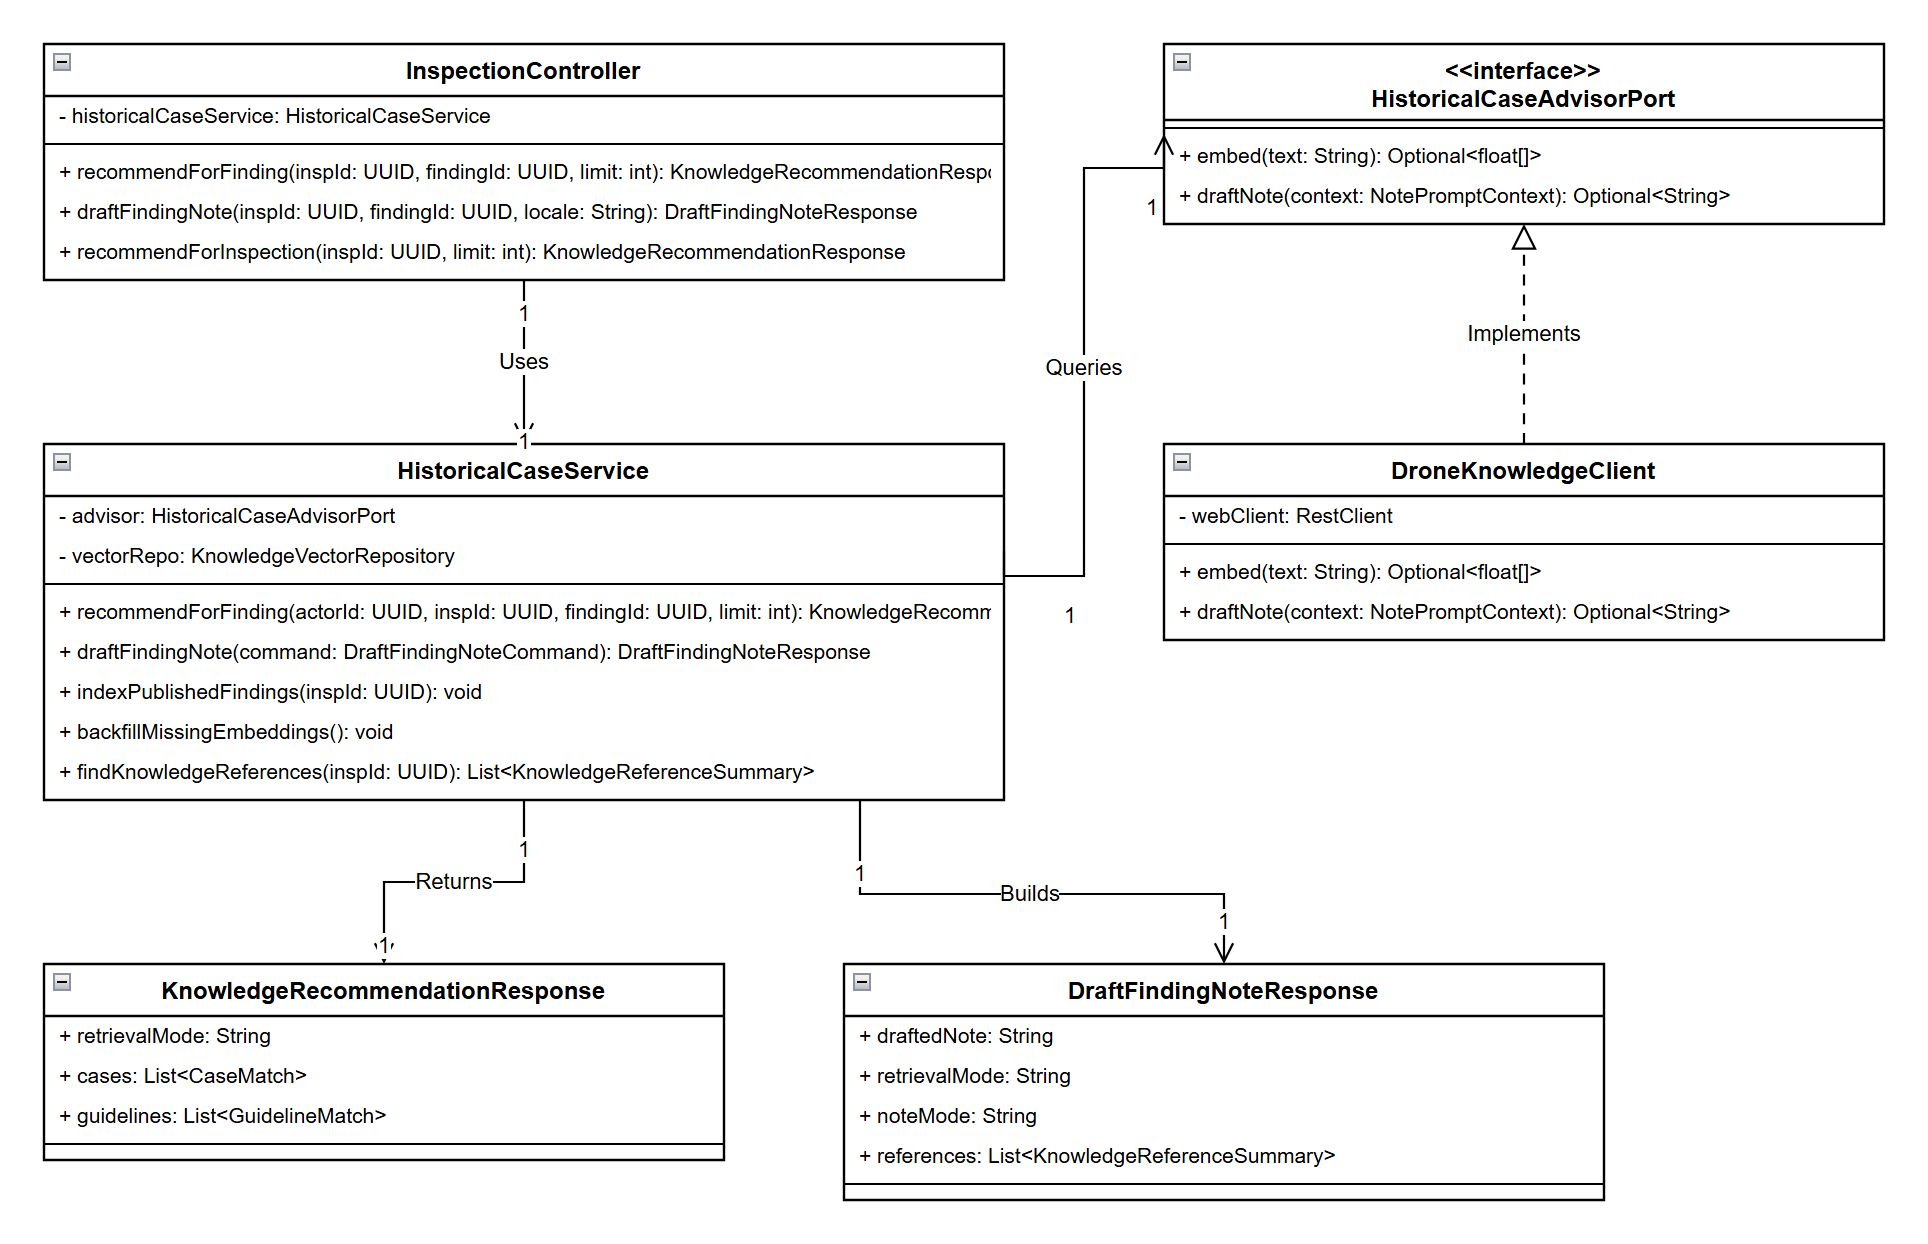 InspectionController
- historicalCaseService: HistoricalCaseService
+ recommendForFinding(inspId: UUID, findingId: UUID, limit: int): KnowledgeRecommendationResp
+ draftFindingNote(inspId: UUID, findingId: UUID, locale: String): DraftFindingNoteResponse
+ recommendForInspection(inspId: UUID, limit: int): KnowledgeRecommendationResponse
<<interface>>
HistoricalCaseAdvisorPort
+ embed(text: String): Optional<float[]>
+ draftNote(context: NotePromptContext): Optional<String>
1
Uses
1
1
Queries
1
Implements
HistoricalCaseService
- advisor: HistoricalCaseAdvisorPort
- vectorRepo: KnowledgeVectorRepository
+ recommendForFinding(actorId: UUID, inspId: UUID, findingId: UUID, limit: int): KnowledgeRecomm
+ draftFindingNote(command: DraftFindingNoteCommand): DraftFindingNoteResponse
+ indexPublishedFindings(inspId: UUID): void
+ backfillMissingEmbeddings(): void
+ findKnowledgeReferences(inspId: UUID): List<KnowledgeReferenceSummary>
DroneKnowledgeClient
- webClient: RestClient
+ embed(text: String): Optional<float[]>
+ draftNote(context: NotePromptContext): Optional<String>
1
Returns
1
1
Builds
1
KnowledgeRecommendationResponse
+ retrievalMode: String
+ cases: List<CaseMatch>
+ guidelines: List<GuidelineMatch>
DraftFindingNoteResponse
+ draftedNote: String
+ retrievalMode: String
+ noteMode: String
+ references: List<KnowledgeReferenceSummary>